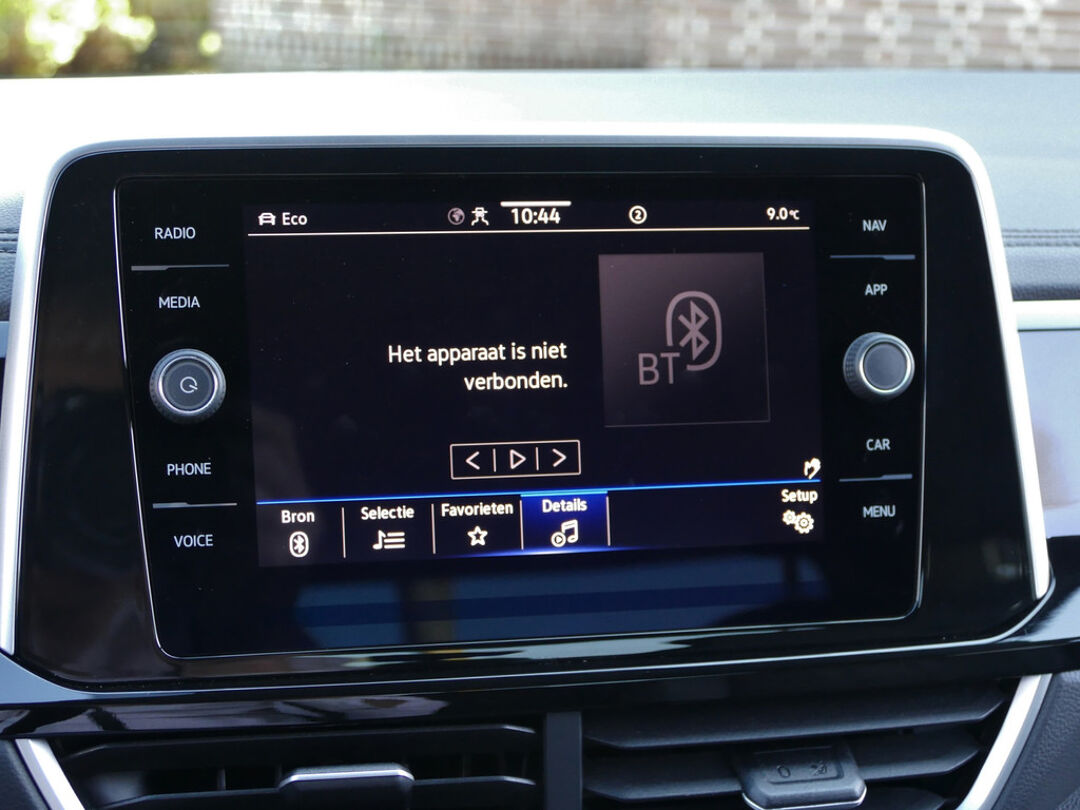 RADIO
MEDIA
PHONE
VOICE
Eco
10:44
2
9.0°C
Het apparaat is niet
verbonden.
BT
Bron
Selectie
Favorieten
Details
Setup
NAV
APP
CAR
MENU